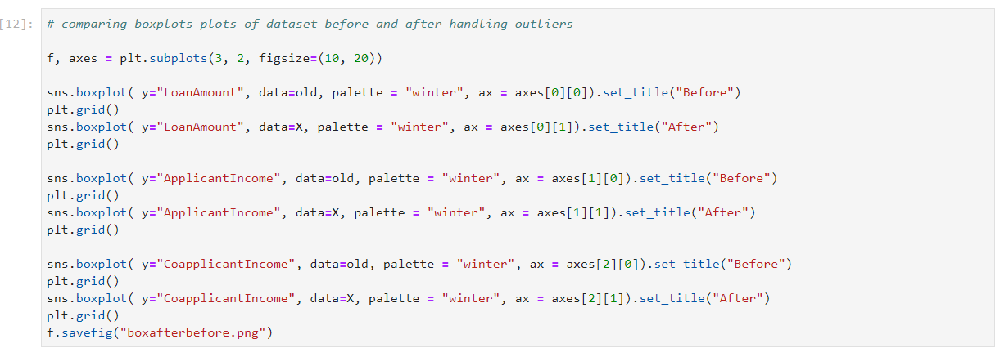 [12]: # comparing boxplots plots of dataset before and after handling outliers
f, axes = plt.subplots(3, 2, figsize=(10, 20))
sns.boxplot( y="LoanAmount", data=old, palette = "winter", ax = axes[0][0]).set_title("Before")
plt.grid()
sns.boxplot( y="LoanAmount", data=X, palette = "winter", ax = axes[0][1]).set_title("After")
plt.grid()
sns.boxplot( y="ApplicantIncome", data=old, palette = "winter", ax = axes[1][0]).set_title("Before")
plt.grid()
sns.boxplot( y="ApplicantIncome", data=X, palette = "winter", ax = axes[1][1]).set_title("After")
plt.grid()
sns.boxplot( y="CoapplicantIncome", data=old, palette = "winter", ax = axes[2][0]).set_title("Before")
plt.grid()
sns.boxplot( y="CoapplicantIncome", data=X, palette = "winter", ax = axes[2][1]).set_title("After")
plt.grid()
f.savefig("boxafterbefore.png")